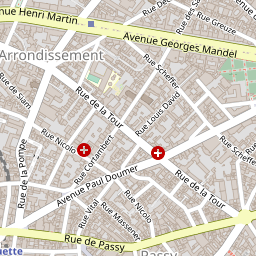 nue Henri Martin
Rue Greuze
Avenue Georges Mandel
Arrondissement
Rue Scheffer
Rue de Siam
Rue de la Tour
Rue Louis David
Rue Nicolo
Rue Cortambert
Rue Scheffer
Rue de la Pompe
Avenue Paul Doumer
Rue de la Tour
Rue Vital
Rue Massenet
Rue Nicolo
Rue de Passy
Passy
uette